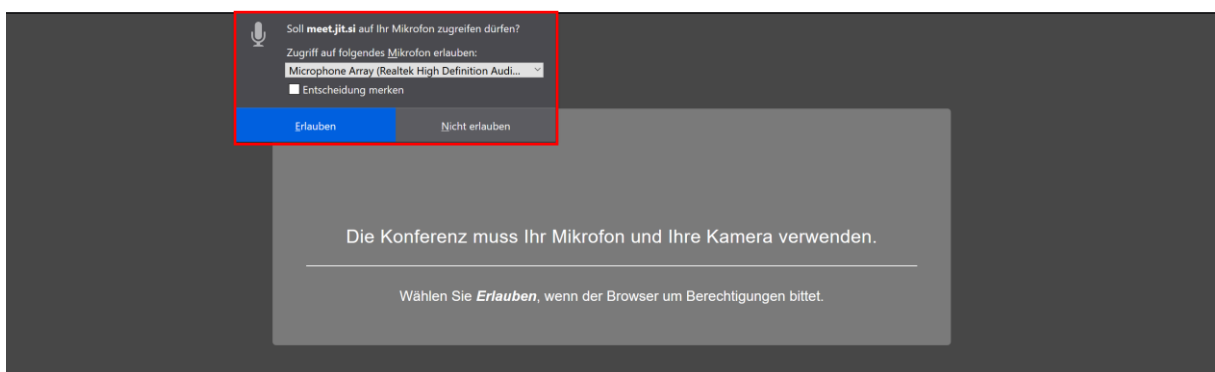 Soll meet.jit.si auf Ihr Mikrofon zugreifen dürfen?
Zugriff auf folgendes Mikrofon erlauben:
Microphone Array (Realtek High Definition Audi...
Entscheidung merken
Erlauben
Nicht erlauben
Die Konferenz muss Ihr Mikrofon und Ihre Kamera verwenden.
Wählen Sie Erlauben, wenn der Browser um Berechtigungen bittet.